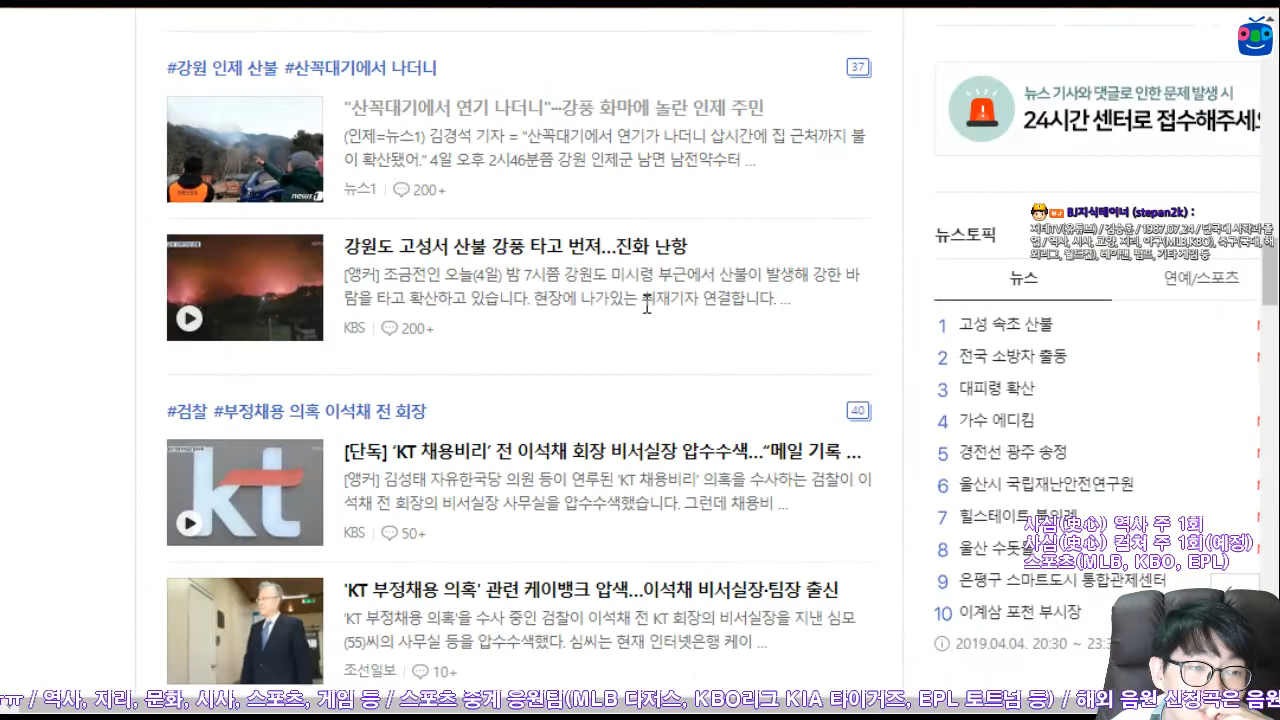 #강원 인제 산불 #산꼭대기에서 나더니
37
"산꼭대기에서 연기 나더니"…강풍 화마에 놀란 인제 주민
(인제=뉴스1) 김경석 기자 = "산꼭대기에서 연기가 나더니 삽시간에 집 근처까지 불
이 확산됐어." 4일 오후 2시46분쯤 강원 인제군 남면 남전약수터 ...
뉴스1 200+
news1
강원도 고성서 산불 강풍 타고 번져...진화 난항
[앵커] 조금전인 오늘(4일) 밤 7시쯤 강원도 미시령 부근에서 산불이 발생해 강한 바
람을 타고 확산하고 있습니다. 현장에 나가있는 취재기자 연결합니다. ...
KBS 200+
#검찰 #부정채용 의혹 이석채 전 회장
40
[단독] ‘KT 채용비리’ 전 이석채 회장 비서실장 압수수색...“메일 기록 ...
[앵커] 김성태 자유한국당 의원 등이 연루된 'KT 채용비리' 의혹을 수사하는 검찰이 이
석채 전 회장의 비서실장 사무실을 압수수색했습니다. 그런데 채용비 ...
KBS 50+
kt
'KT 부정채용 의혹' 관련 케이뱅크 압색...이석채 비서실장·팀장 출신
'KT 부정채용 의혹'을 수사 중인 검찰이 이석채 전 KT 회장의 비서실장을 지낸 심모
(55)씨의 사무실 등을 압수수색했다. 심씨는 현재 인터넷은행 케이 ...
조선일보 10+
뉴스 기사와 댓글로 인한 문제 발생 시
24시간 센터로 접수해주세
BJ BJ지식테이너 (stepan2k) :
뉴스토픽
뉴스 연예/스포츠
1 고성 속초 산불
2 전국 소방차 출동
3 대피령 확산
4 가수 에디킴
5 경전선 광주 송정
6 울산시 국립재난안전연구원
7 힐스테이트
8 울산 수돗
9 은평구 스마트도시 통합관제센터
10 이계삼 포천 부시장
2019.04.04. 20:30 ~ 23:3
사심(史心) 역사 주 1회
사심(史心) 컬쳐 주 1회(예정)
스포츠(MLB, KBO, EPL)
ㅠㅠ / 역사, 지리, 문화, 시사, 스포츠, 게임 등 / 스포츠 중계 응원팀(MLB 다저스, KBO리그 KIA 타이거즈, EPL 토트넘 등) / 해외 음원 신청곡은 음원